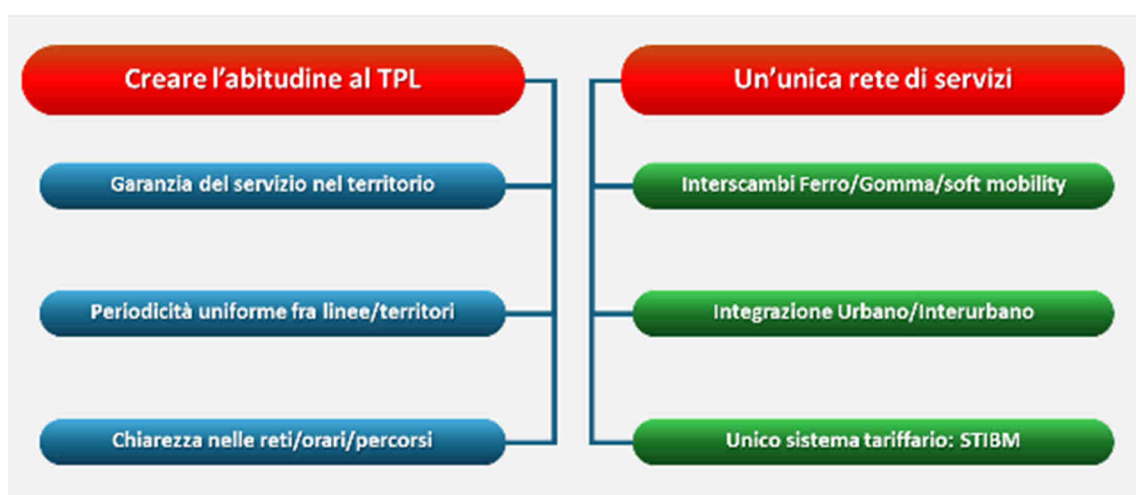 Creare l'abitudine al TPL
Garanzia del servizio nel territorio
Periodicità uniforme fra linee/territori
Chiarezza nelle reti/orari/percorsi
Un'unica rete di servizi
Interscambi Ferro/Gomma/soft mobility
Integrazione Urbano/Interurbano
Unico sistema tariffario: STIBM